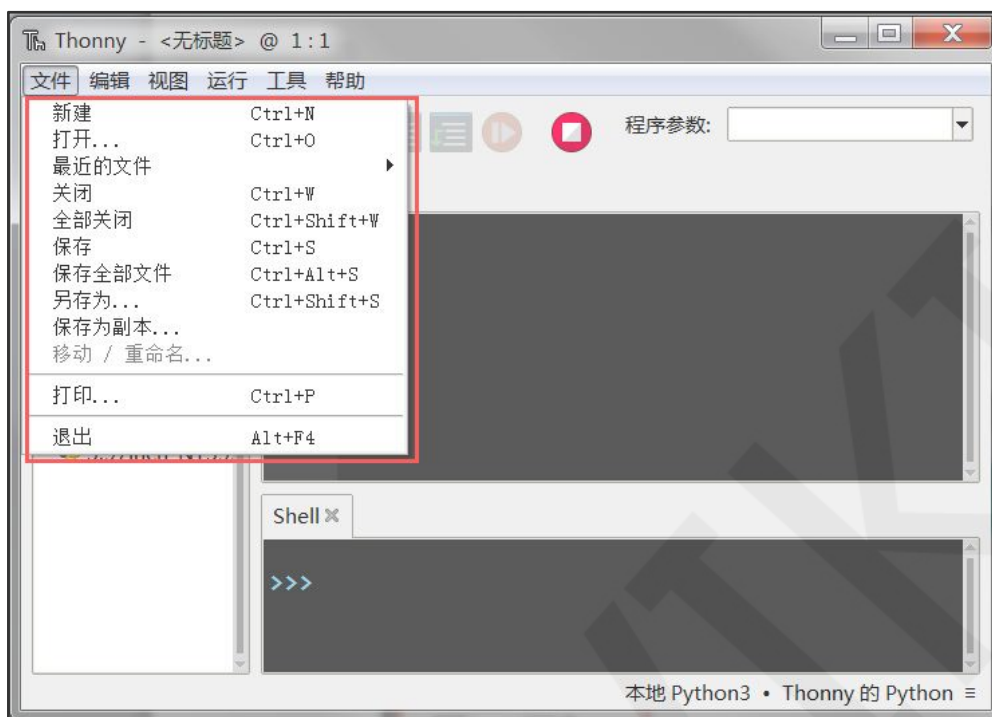 Thonny - <无标题> @ 1:1
文件 编辑 视图 运行 工具 帮助
新建 Ctrl+N
打开... Ctrl+O
程序参数:
最近的文件
关闭 Ctrl+W
全部关闭 Ctrl+Shift+W
保存 Ctrl+S
保存全部文件 Ctrl+Alt+S
另存为... Ctrl+Shift+S
保存为副本...
移动 / 重命名...
打印... Ctrl+P
退出 Alt+F4
Shell
>>>
本地 Python3 • Thonny 的 Python ≡